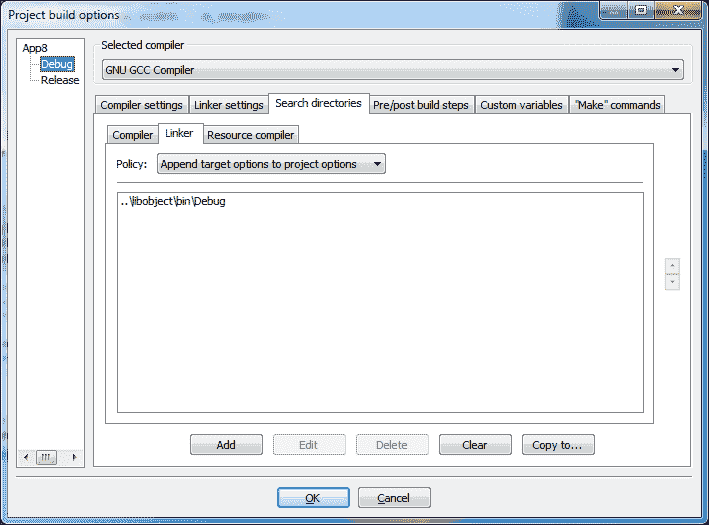 Project build options
App8
Debug
Release
Selected compiler
GNU GCC Compiler
Compiler settings Linker settings Search directories Pre/post build steps Custom variables "Make" commands
Compiler Linker Resource compiler
Policy: Append target options to project options
..\libobject\bin\Debug
Add Edit Delete Clear Copy to...
OK Cancel